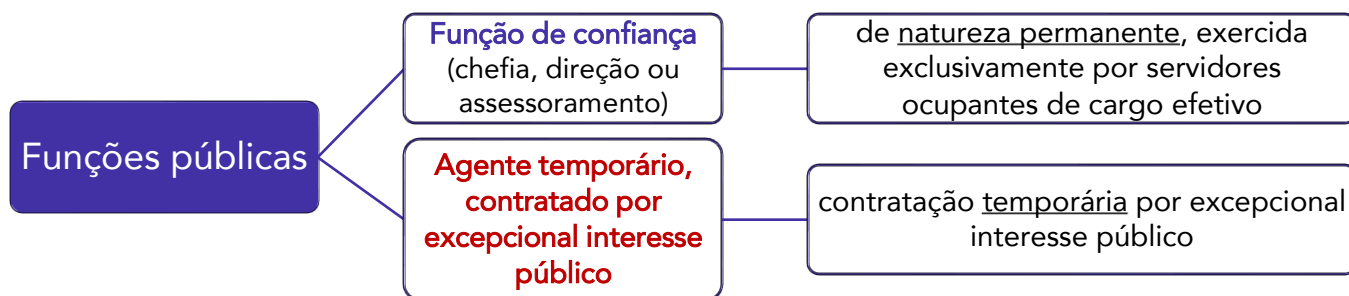 Funções públicas
Função de confiança
(chefia, direção ou
assessoramento)
de natureza permanente, exercida
exclusivamente por servidores
ocupantes de cargo efetivo
Agente temporário,
contratado por
excepcional interesse
público
contratação temporária por excepcional
interesse público